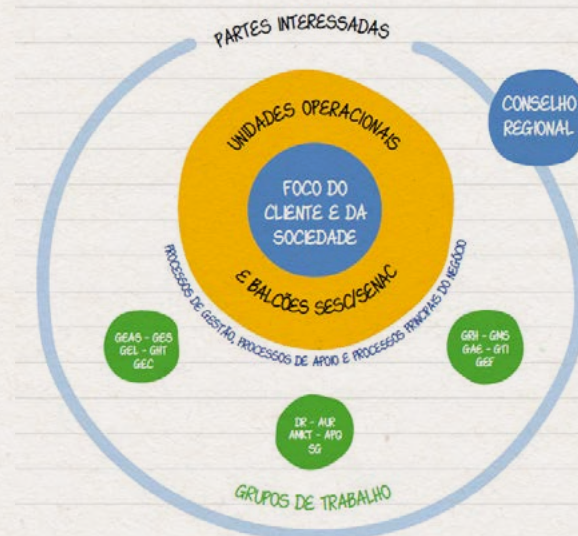 PARTES INTERESSADAS
CONSELHO
REGIONAL
UNIDADES OPERACIONAIS
FOCO DO
CLIENTE E DA
SOCIEDADE
E BALCÕES SESC/SENAC
PROCESSOS DE GESTÃO, PROCESSOS DE APOIO E PROCESSOS PRINCIPAIS DO NEGÓCIO
GEAS - GES
GEL - GHT
GEC
GRH - GMS
GAE - GTI
GEF
DR - AUR
AMKT - APQ
SG
GRUPOS DE TRABALHO